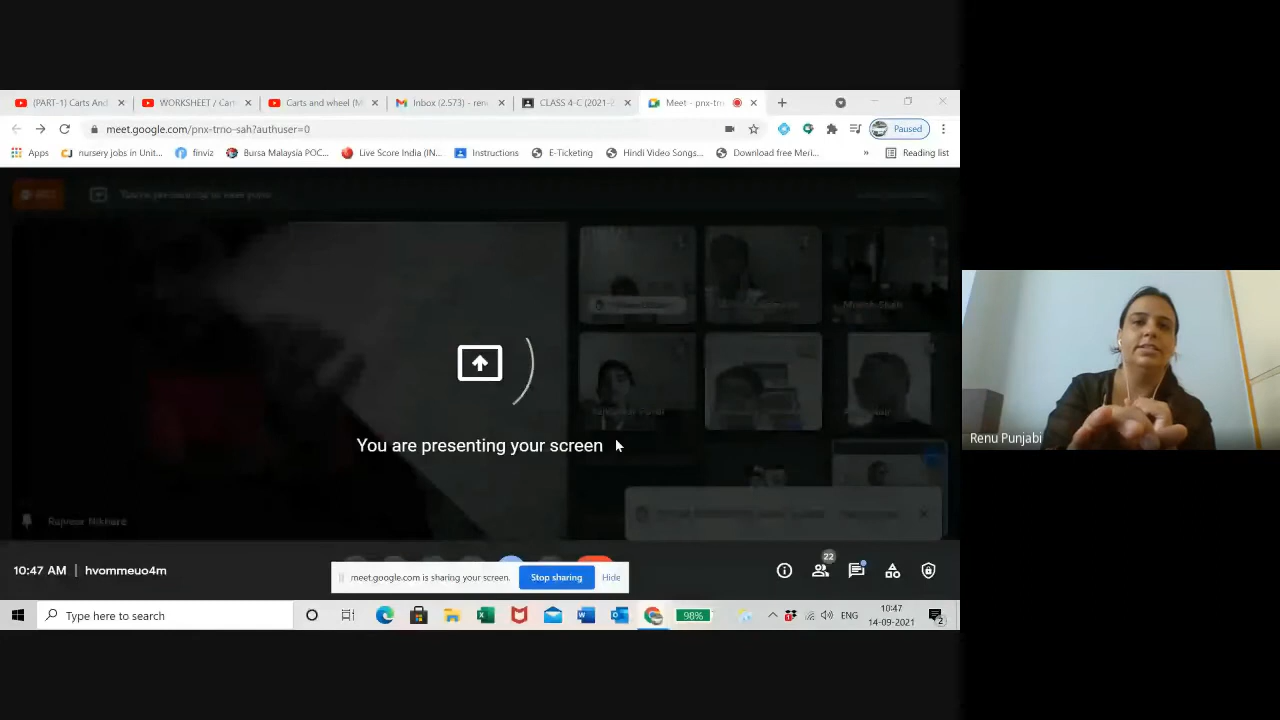 (PART-1) Carts And
WORKSHEET / Cart
Carts and wheel (M
Inbox (2,573) - ren
CLASS 4-C (2021-2
Meet - pnx-trn
meet.google.com/pnx-trno-sah?authuser=0
Paused
Apps
nursery jobs in Unit...
finviz
Bursa Malaysia POC...
Live Score India (IN...
Instructions
E-Ticketing
Hindi Video Songs...
Download free Meri...
»
Reading list
You are presenting your screen
Rajveer Nikhare
Renu Punjabi
10:47 AM | hvommeuo4m
meet.google.com is sharing your screen.
Stop sharing
Hide
22
Type here to search
98%
ENG
10:47
14-09-2021
2